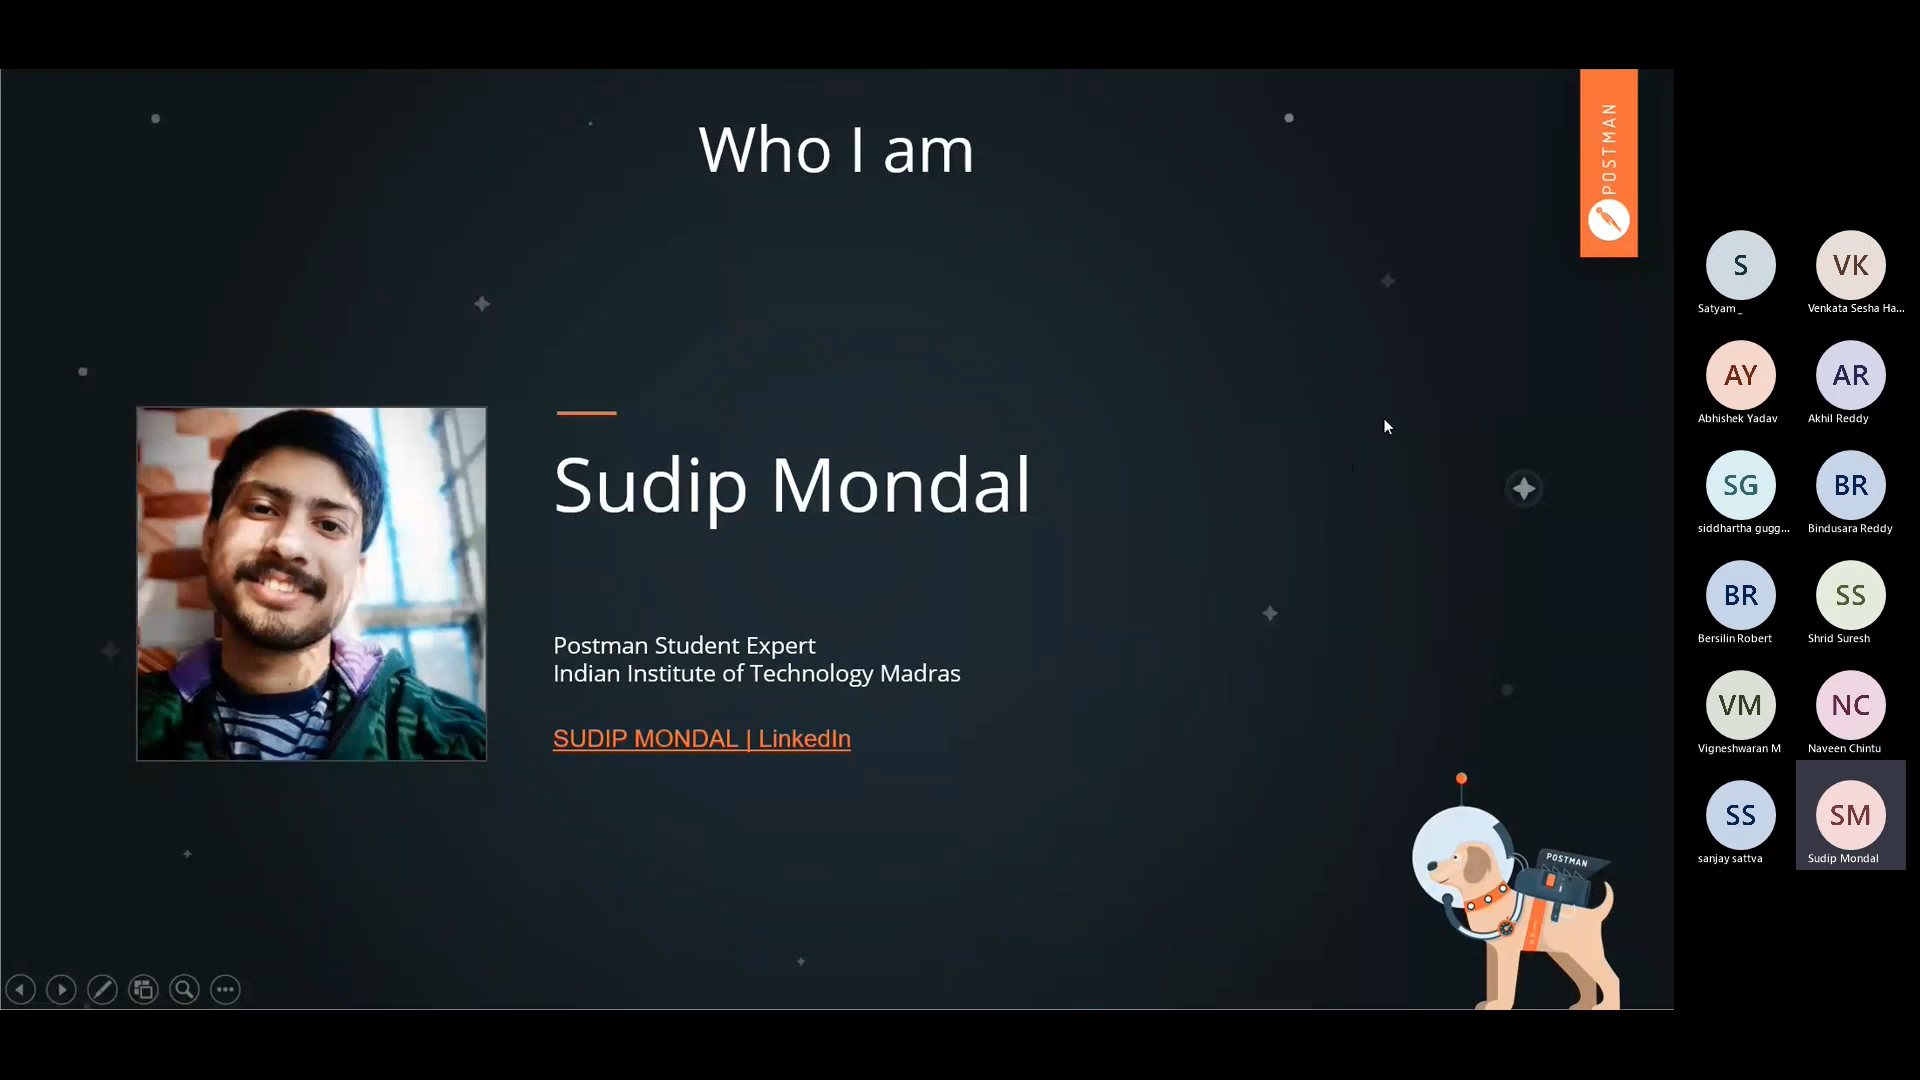 Who I am
POSTMAN
Sudip Mondal
Postman Student Expert
Indian Institute of Technology Madras
SUDIP MONDAL | LinkedIn
POSTMAN
S
Satyam _
VK
Venkata Sesha Ha...
AY
Abhishek Yadav
AR
Akhil Reddy
SG
siddhartha gugg...
BR
Bindusara Reddy
BR
Bersilin Robert
SS
Shrid Suresh
VM
Vigneshwaran M
NC
Naveen Chintu
SS
sanjay sattva
SM
Sudip Mondal